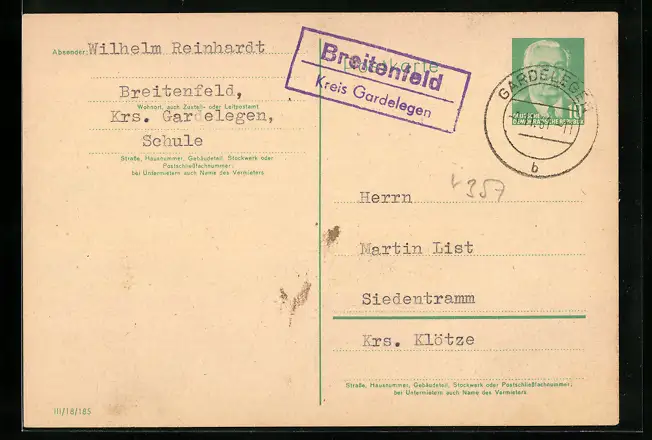 Absender: Wilhelm Reinhardt
Breitenfeld,
Wohnort, auch Zustell- oder Leitpostamt
Krs. Gardelegen,
Schule
Straße, Hausnummer, Gebäudeteil, Stockwerk oder
Postschließfachnummer;
bei Untermietern auch Name des Vermieters
III/18/185
Postkarte
Breitenfeld
Kreis Gardelegen
GARDELEGEN
b
10
DEUTSCHE
DEMOKRATISCHE REPUBLIK
357
Herrn
Martin List
Siedentramm
Krs. Klötze
Straße, Hausnummer, Gebäudeteil, Stockwerk oder Postschließfachnummer;
bei Untermietern auch Name des Vermieters